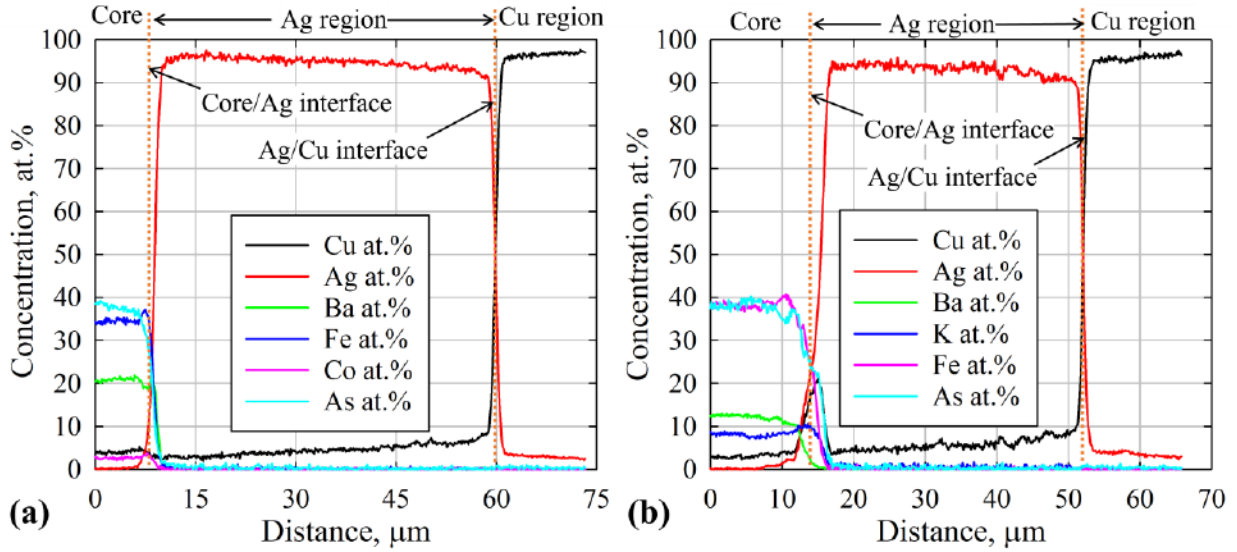 Core
Ag region
Cu region
Concentration, at.%
100
90
80
70
60
50
40
30
20
10
0
Core/Ag interface
Ag/Cu interface
Cu at.%
Ag at.%
Ba at.%
Fe at.%
Co at.%
As at.%
0
15
30
45
60
75
Distance, μm
(a)
Core
Ag region
Cu region
Concentration, at.%
100
90
80
70
60
50
40
30
20
10
0
Core/Ag interface
Ag/Cu interface
Cu at.%
Ag at.%
Ba at.%
K at.%
Fe at.%
As at.%
0
10
20
30
40
50
60
70
Distance, μm
(b)